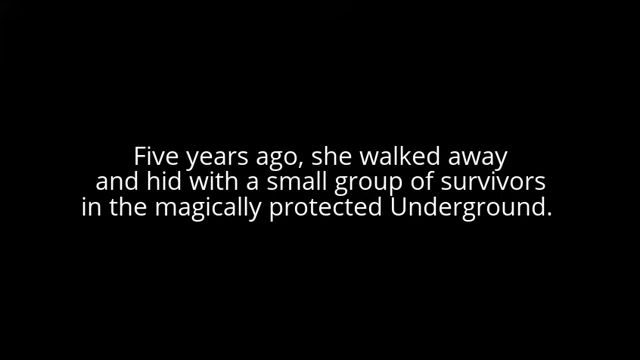 Five years ago, she walked away
and hid with a small group of survivors
in the magically protected Underground.